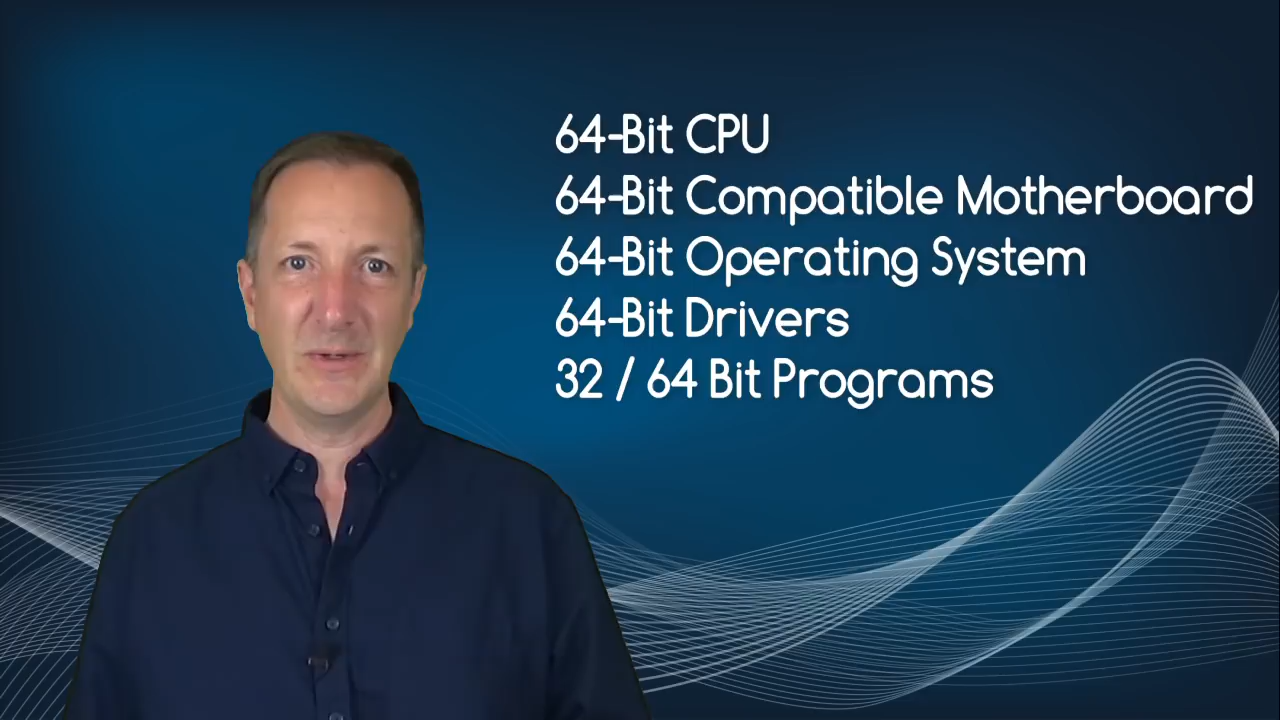 64-Bit CPU
64-Bit Compatible Motherboard
64-Bit Operating System
64-Bit Drivers
32 / 64 Bit Programs